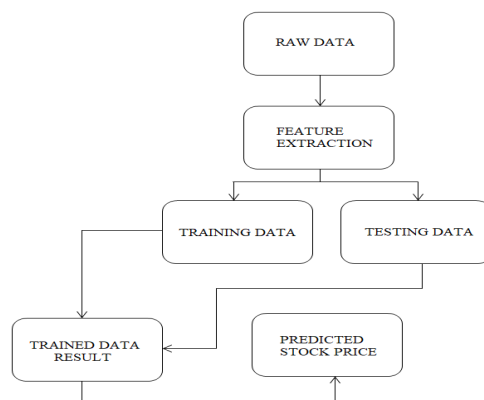 RAW DATA
FEATURE
EXTRACTION
TRAINING DATA
TESTING DATA
TRAINED DATA
RESULT
PREDICTED
STOCK PRICE